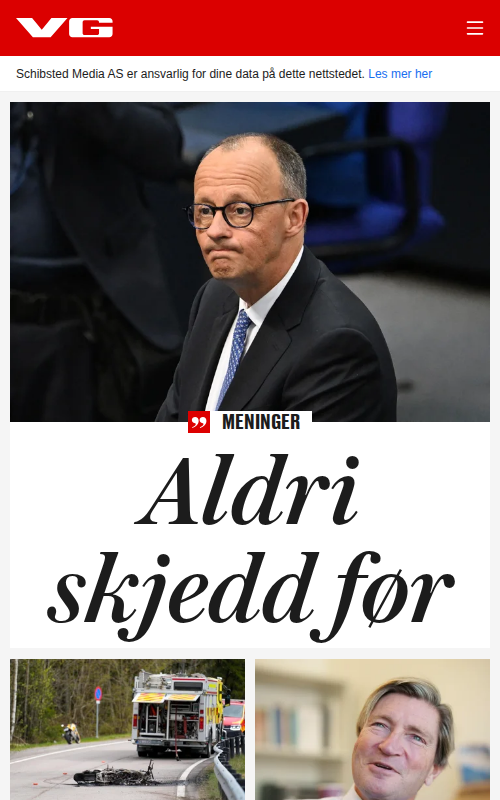 VG
Schibsted Media AS er ansvarlig for dine data på dette nettstedet. Les mer her
MENINGER
Aldri
skjedd før